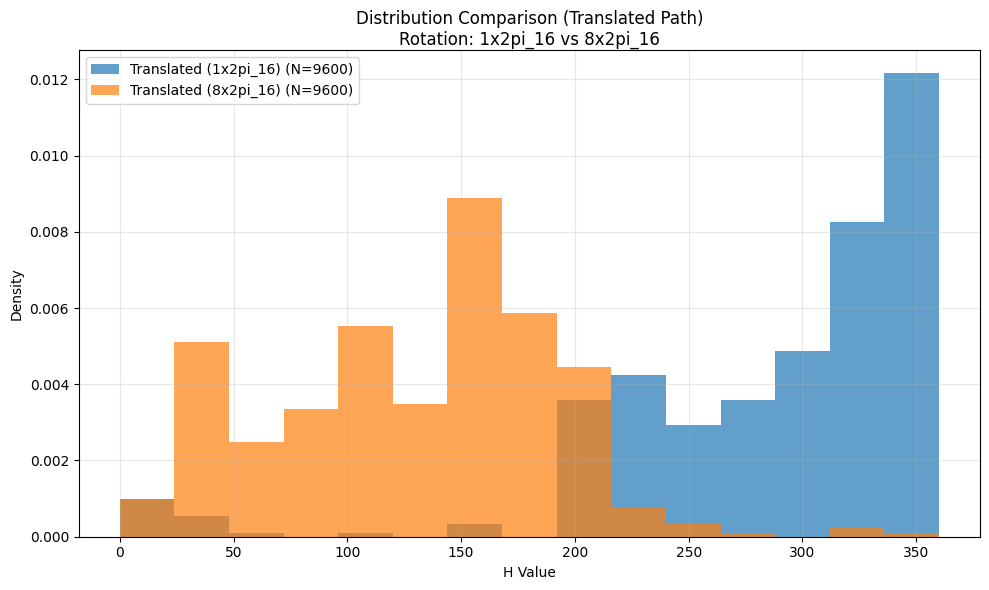 Distribution Comparison (Translated Path)
Rotation: 1x2pi_16 vs 8x2pi_16
Translated (1x2pi_16) (N=9600)
Translated (8x2pi_16) (N=9600)
0.012
0.010
0.008
0.006
0.004
0.002
0.000
Density
0 50 100 150 200 250 300 350
H Value